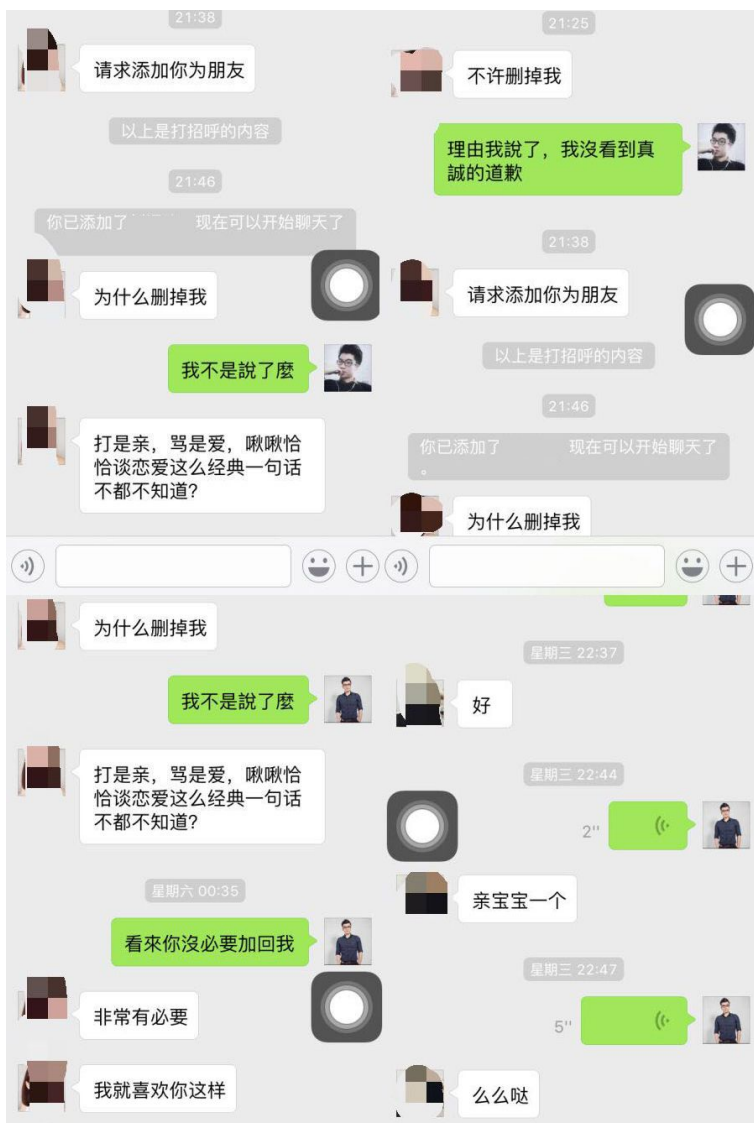 21:38
请求添加你为朋友
以上是打招呼的内容
21:46
你已添加了 现在可以开始聊天了
为什么删掉我
我不是說了麼
打是亲，骂是爱，啾啾恰
恰谈恋爱这么经典一句话
不都不知道？
21:25
不许删掉我
理由我說了，我沒看到真
誠的道歉
21:38
请求添加你为朋友
以上是打招呼的内容
21:46
你已添加了 现在可以开始聊天了
。
为什么删掉我
为什么删掉我
我不是說了麼
打是亲，骂是爱，啾啾恰
恰谈恋爱这么经典一句话
不都不知道？
星期六 00:35
看來你沒必要加回我
非常有必要
我就喜欢你这样
星期三 22:37
好
星期三 22:44
2"
亲宝宝一个
星期三 22:47
5"
么么哒